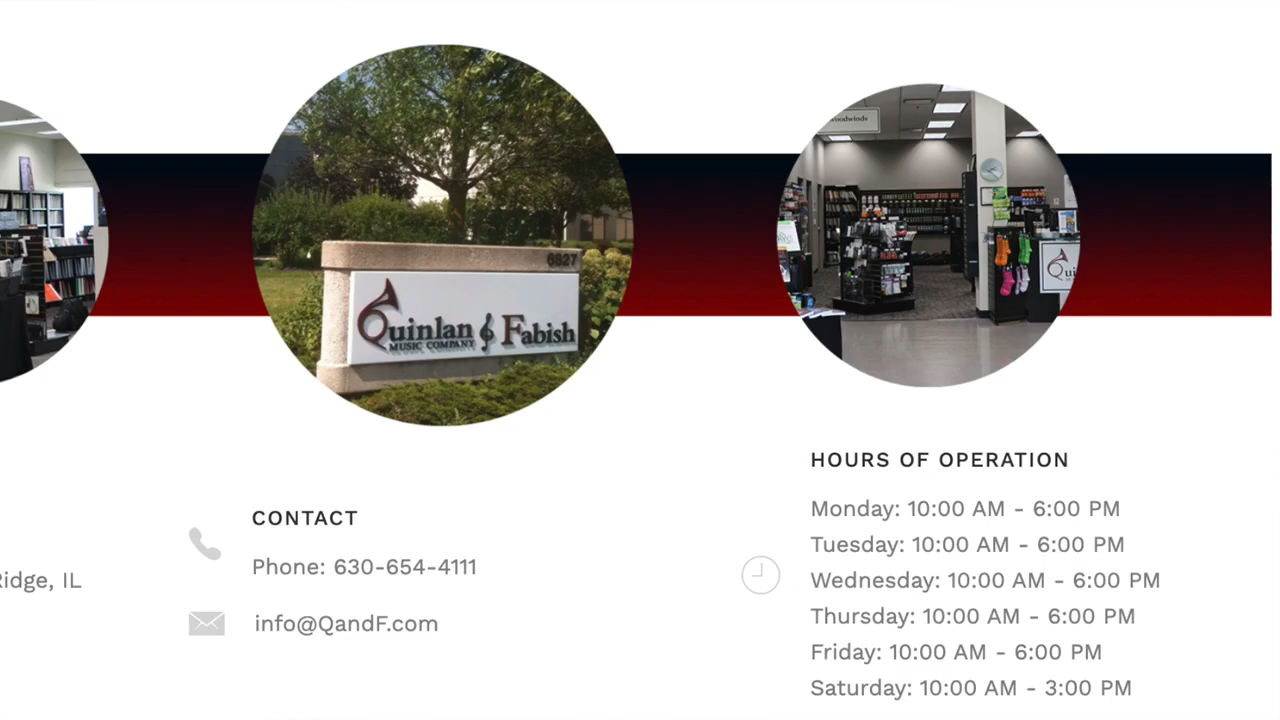 woodwinds
6827
Quinlan & Fabish
MUSIC COMPANY
Qui
HOURS OF OPERATION
Monday: 10:00 AM - 6:00 PM
Tuesday: 10:00 AM - 6:00 PM
Wednesday: 10:00 AM - 6:00 PM
Thursday: 10:00 AM - 6:00 PM
Friday: 10:00 AM - 6:00 PM
Saturday: 10:00 AM - 3:00 PM
CONTACT
Phone: 630-654-4111
info@QandF.com
Ridge, IL